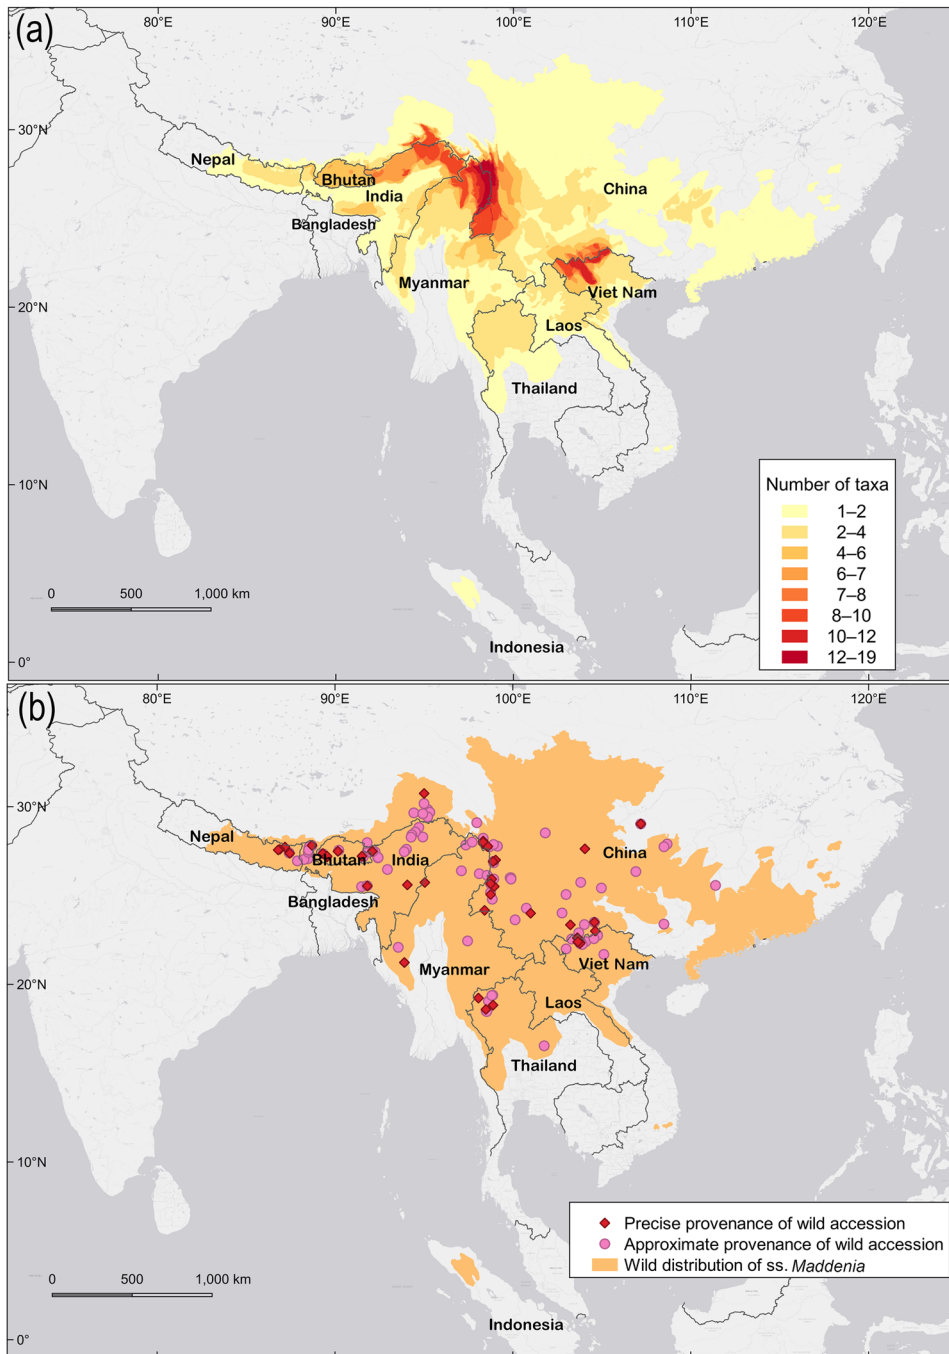 (a)
80°E
90°E
100°E
110°E
120°E
30°N
Nepal
Bhutan
India
China
Bangladesh
Myanmar
20°N
Viet Nam
Laos
Thailand
10°N
Number of taxa
1–2
2–4
4–6
6–7
7–8
8–10
10–12
12–19
0
500
1,000 km
Indonesia
0°
(b)
80°E
90°E
100°E
110°E
120°E
30°N
Nepal
Bhutan
India
China
Bangladesh
Myanmar
Viet Nam
20°N
Laos
Thailand
10°N
Precise provenance of wild accession
Approximate provenance of wild accession
Wild distribution of ss. Maddenia
0
500
1,000 km
Indonesia
0°